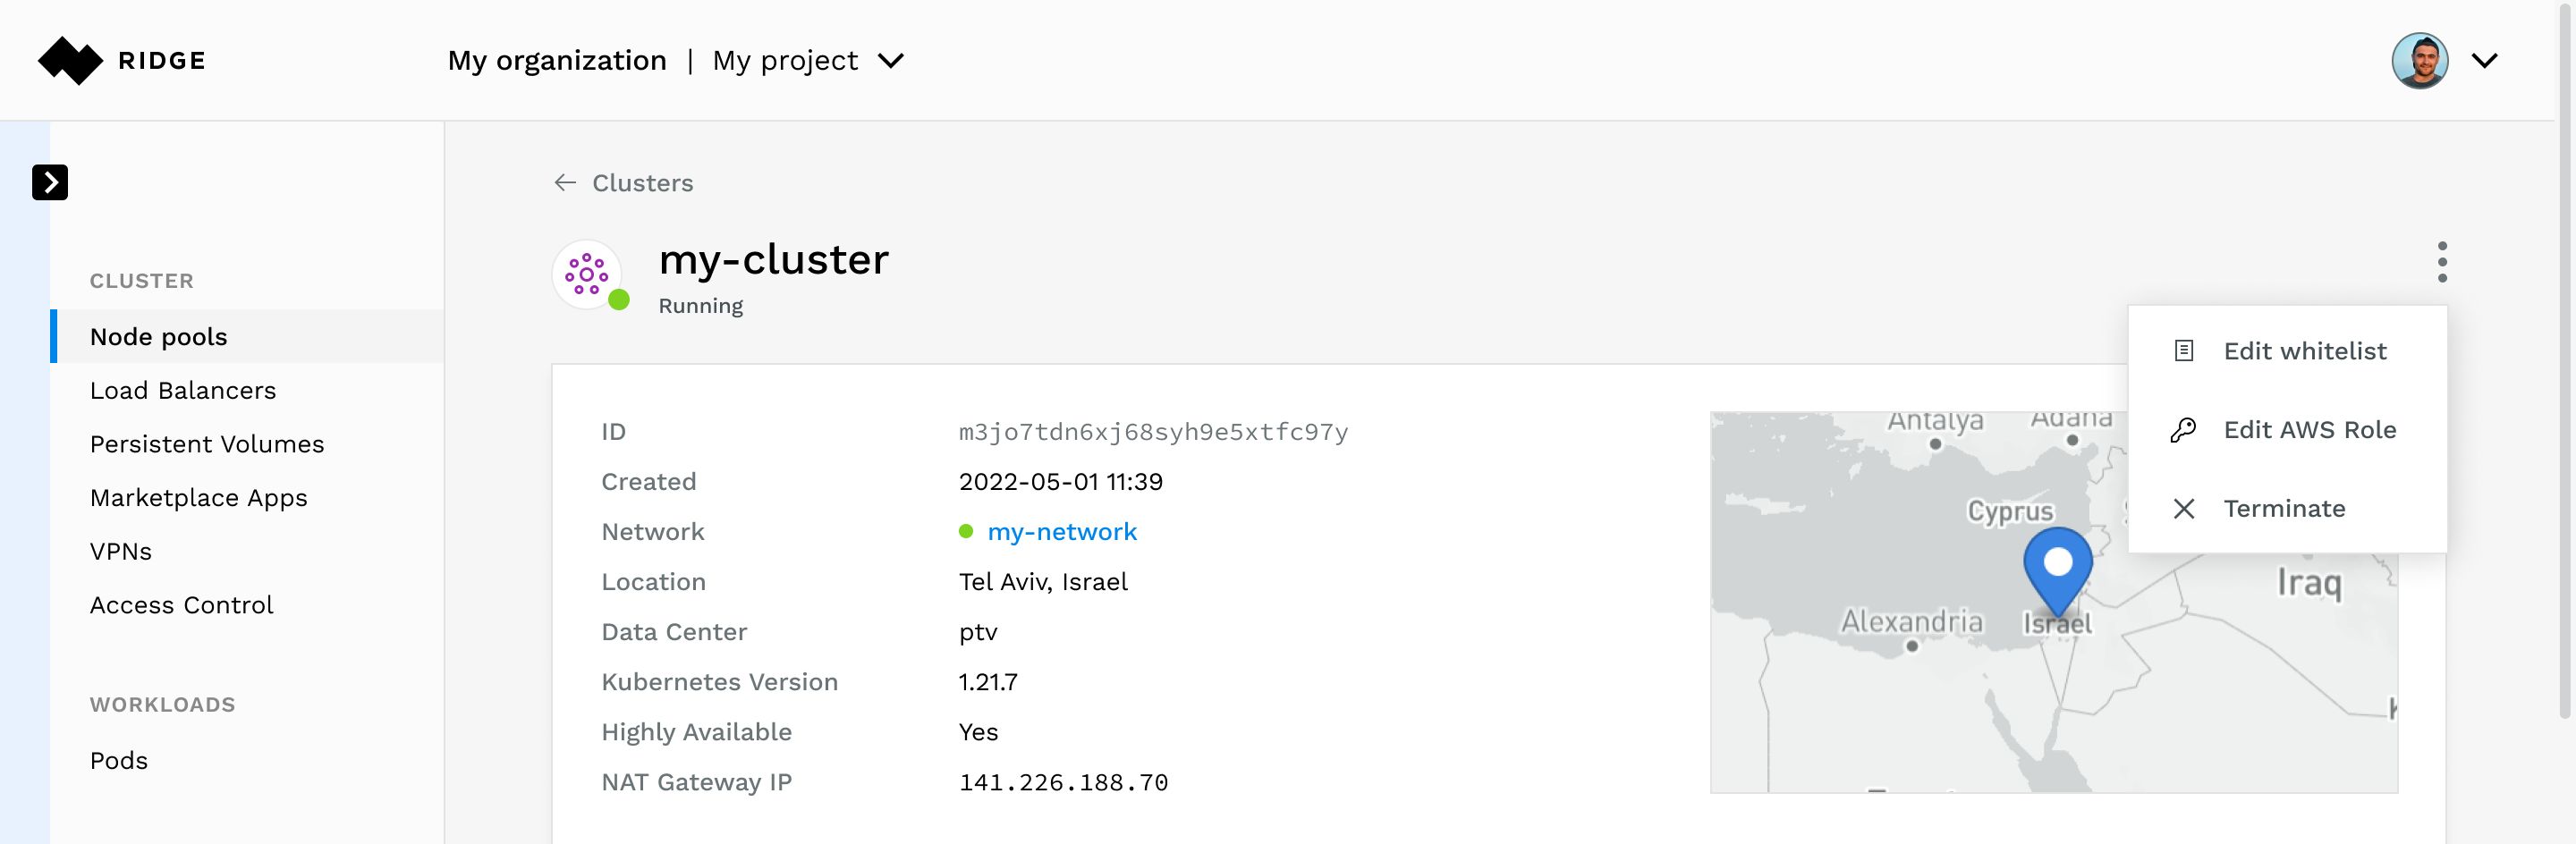 RIDGE
My organization | My project
Clusters
my-cluster
Running
CLUSTER
Node pools
Load Balancers
Persistent Volumes
Marketplace Apps
VPNs
Access Control
WORKLOADS
Pods
Edit whitelist
Edit AWS Role
Terminate
ID m3jo7tdn6xj68syh9e5xtfc97y
Created 2022-05-01 11:39
Network my-network
Location Tel Aviv, Israel
Data Center ptv
Kubernetes Version 1.21.7
Highly Available Yes
NAT Gateway IP 141.226.188.70
Antalya
Adana
Cyprus
Iraq
Alexandria
Israel